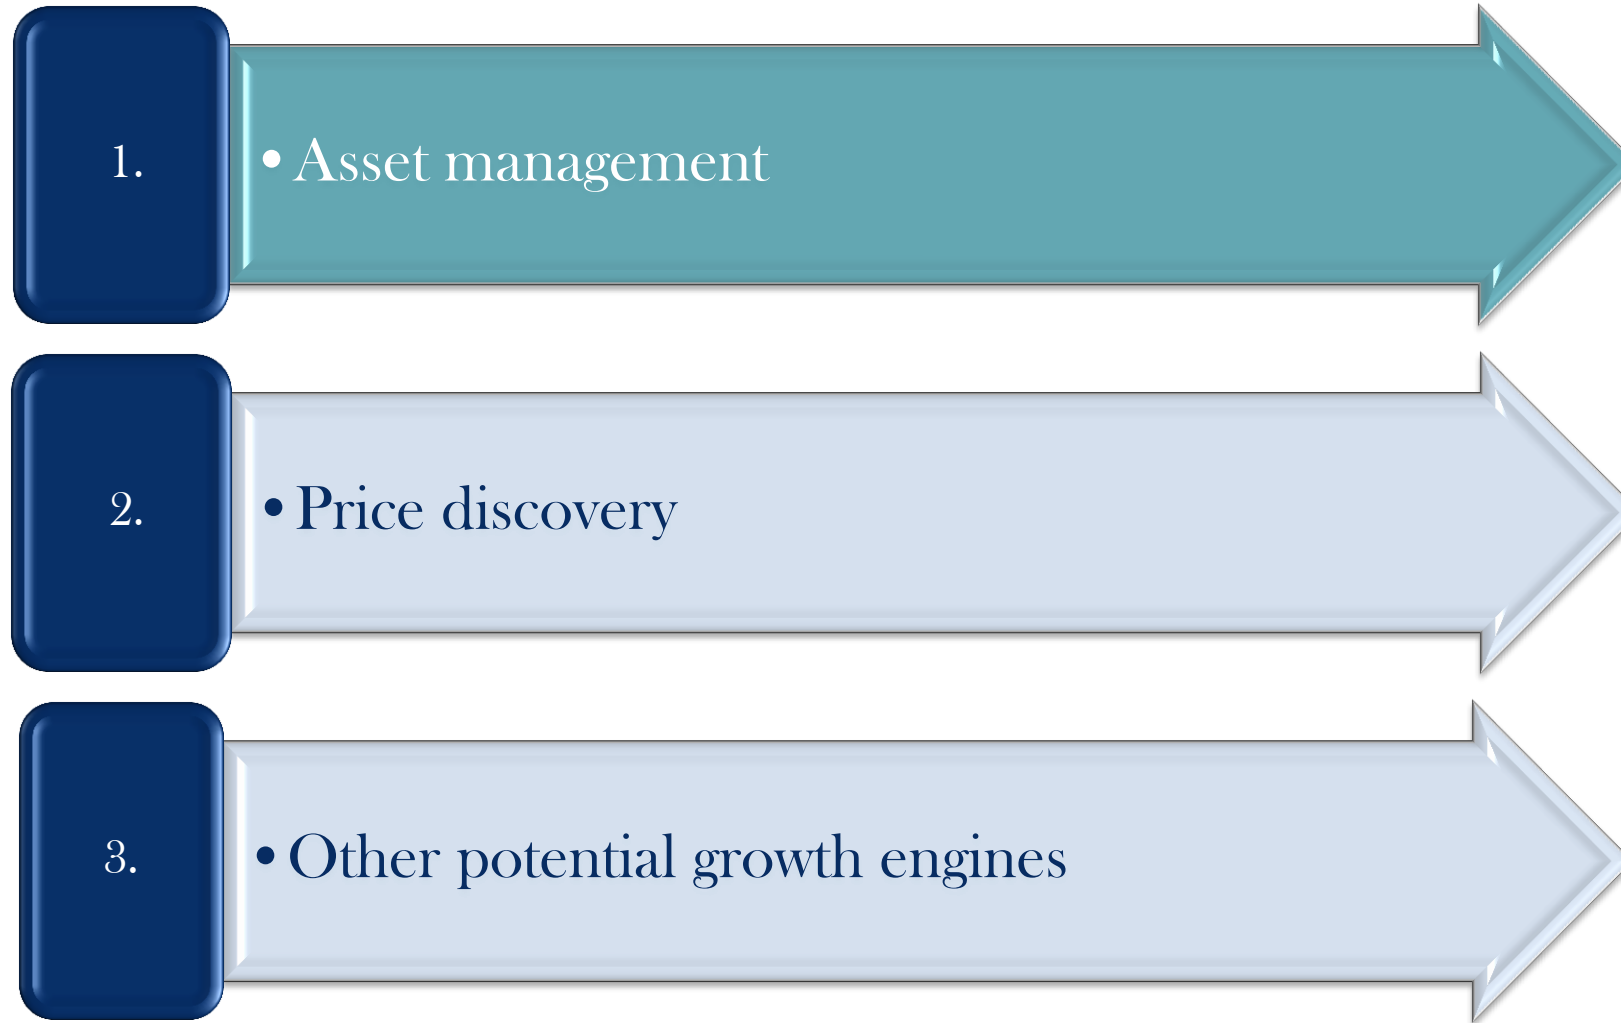 1.
• Asset management
2.
• Price discovery
3.
• Other potential growth engines